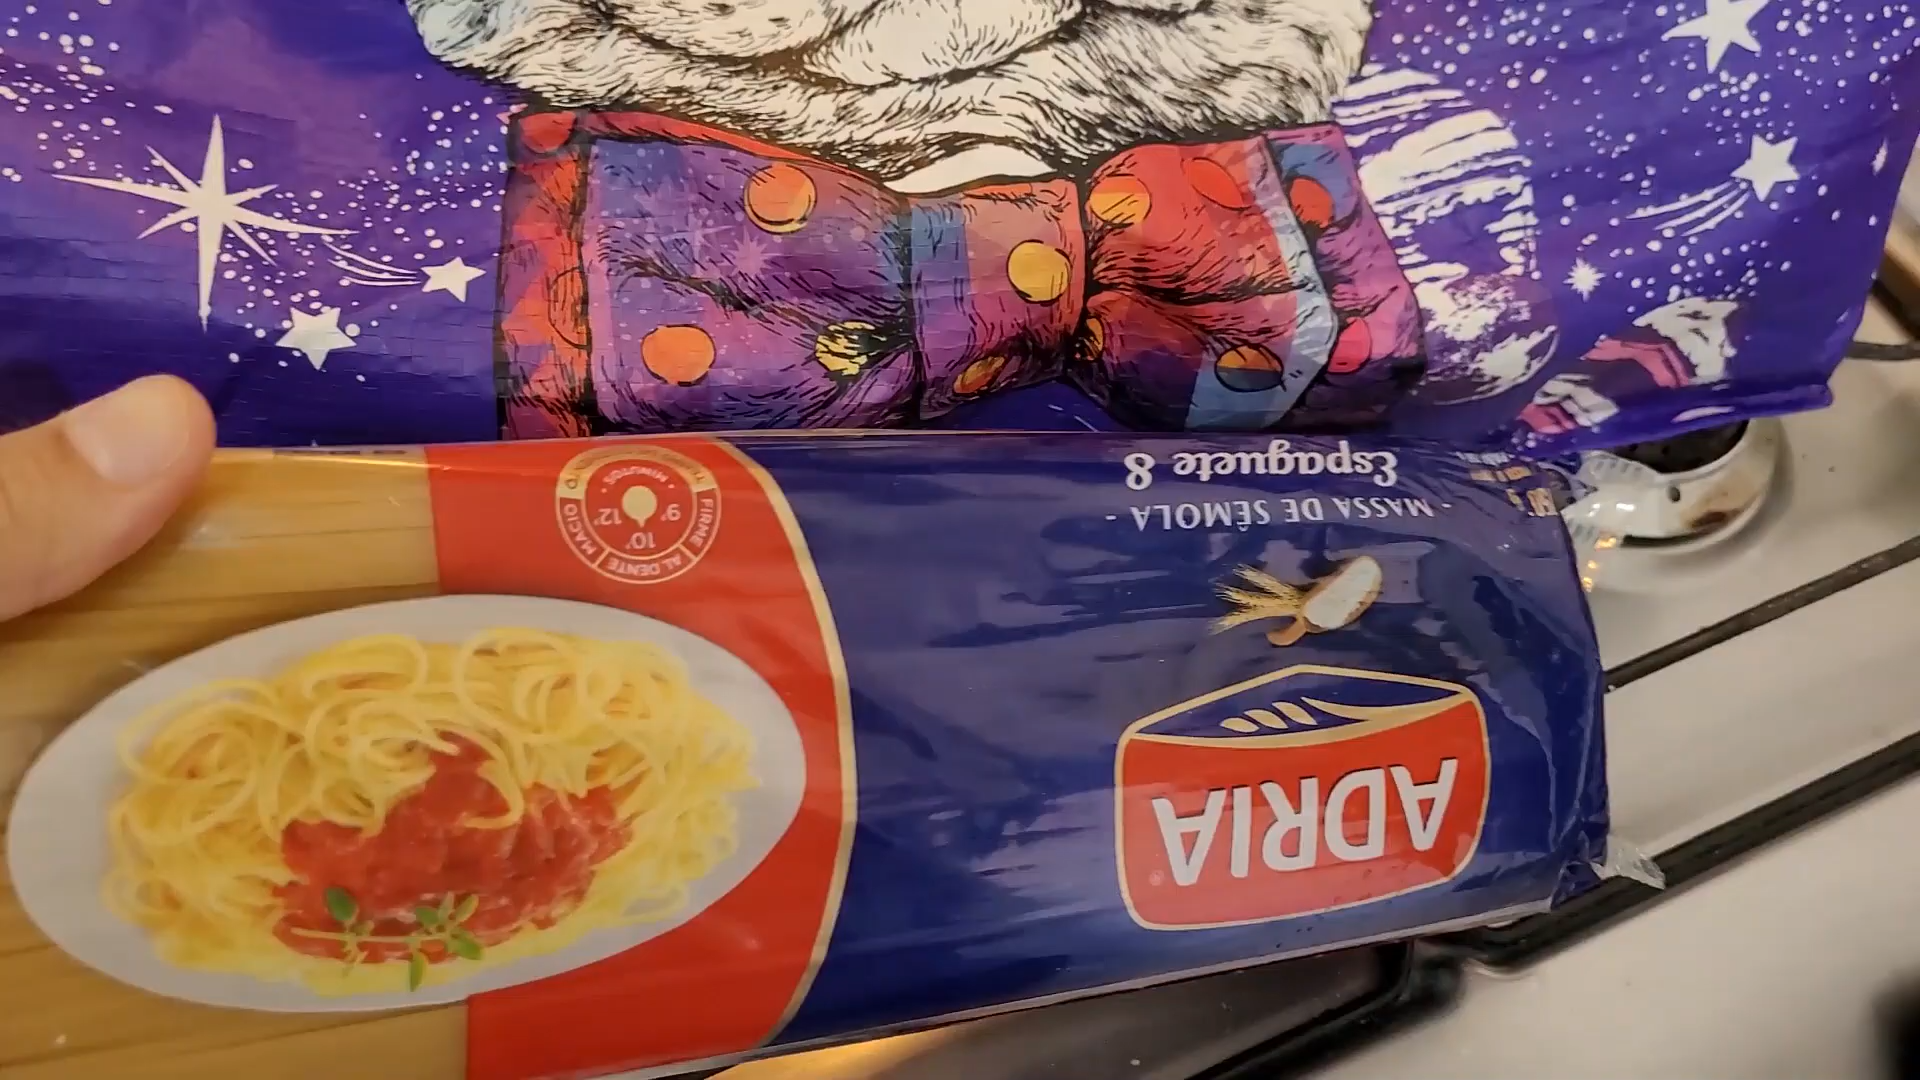 ADRIA
- MASSA DE SÊMOLA -
Espaguete 8
FIRME AL DENTE MACIO
9' 10' 12'
MINUTOS